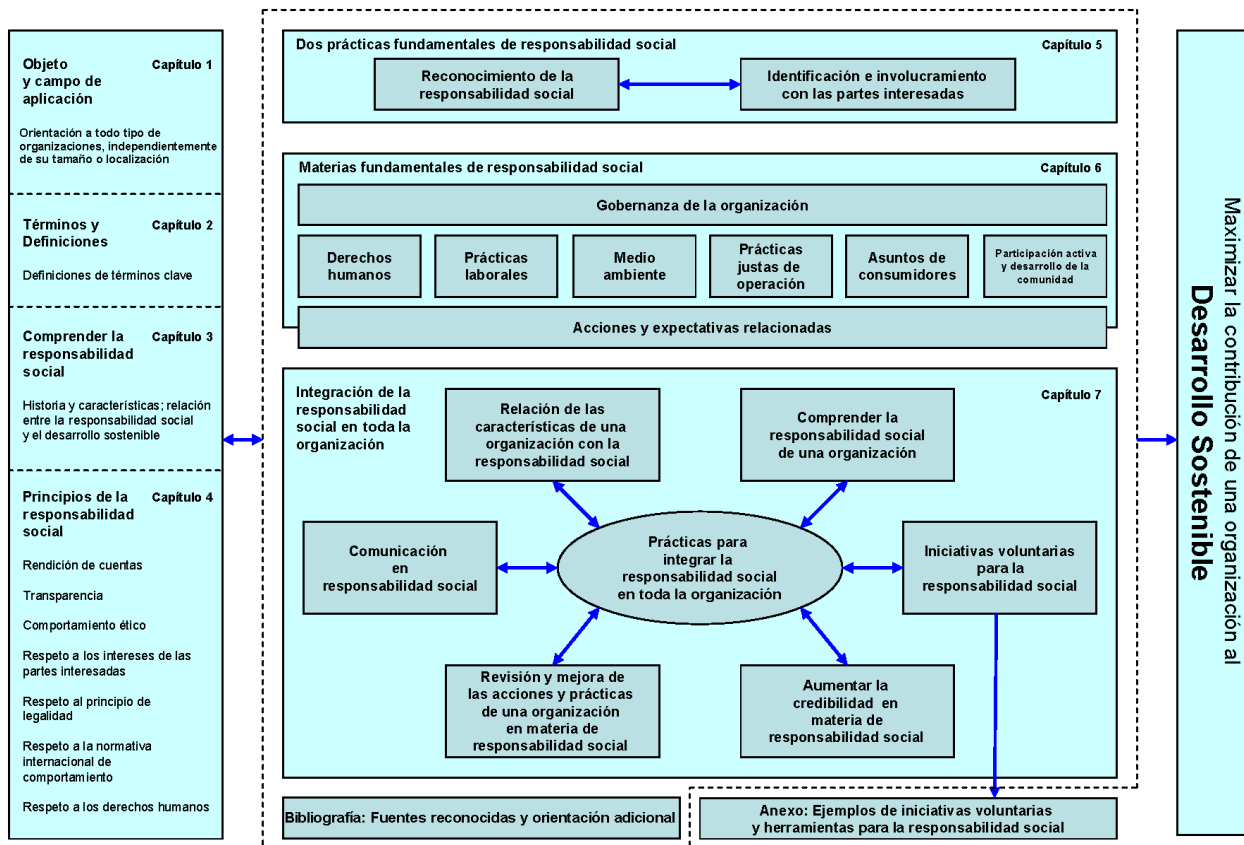 Objeto Capítulo 1
y campo de
aplicación
Orientación a todo tipo de
organizaciones, independientemente
de su tamaño o localización
Términos y Capítulo 2
Definiciones
Definiciones de términos clave
Comprender la Capítulo 3
responsabilidad
social
Historia y características; relación
entre la responsabilidad social
y el desarrollo sostenible
Principios de la Capítulo 4
responsabilidad
social
Rendición de cuentas
Transparencia
Comportamiento ético
Respeto a los intereses de las
partes interesadas
Respeto al principio de
legalidad
Respeto a la normativa
internacional de
comportamiento
Respeto a los derechos humanos
Dos prácticas fundamentales de responsabilidad social Capítulo 5
Reconocimiento de la
responsabilidad social
Identificación e involucramiento
con las partes interesadas
Materias fundamentales de responsabilidad social Capítulo 6
Gobernanza de la organización
Derechos
humanos
Prácticas
laborales
Medio
ambiente
Prácticas
justas de
operación
Asuntos de
consumidores
Participación activa
y desarrollo de la
comunidad
Acciones y expectativas relacionadas
Integración de la Capítulo 7
responsabilidad
social en toda la
organización
Relación de las
características de una
organización con la
responsabilidad social
Comprender la
responsabilidad social
de una organización
Comunicación
en
responsabilidad social
Prácticas para
integrar la
responsabilidad social
en toda la organización
Iniciativas voluntarias
para la
responsabilidad social
Revisión y mejora de
las acciones y prácticas
de una organización
en materia de
responsabilidad social
Aumentar la
credibilidad en
materia de
responsabilidad social
Bibliografía: Fuentes reconocidas y orientación adicional
Anexo: Ejemplos de iniciativas voluntarias
y herramientas para la responsabilidad social
Maximizar la contribución de una organización al
Desarrollo Sostenible